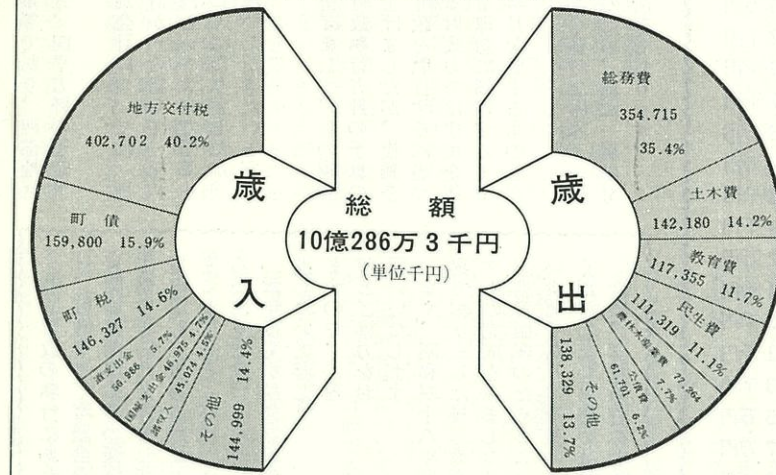 地方交付税
402,702 40.2%
町債
159,800 15.9%
町税
146,327 14.6%
道支出金
56,986 5.7%
国庫支出金 46,975 4.7%
諸収入
45,074 4.5%
その他
144,999 14.4%
歳
入
総額
10億286万3千円
(単位千円)
歳
出
総務費
354.715
35.4%
土木費
142,180 14.2%
教育費
117,355 11.7%
民生費
111,319 11.1%
農林水産業費 77,264
7.7%
公債費
61,701 6.2%
その他
138,329 13.7%